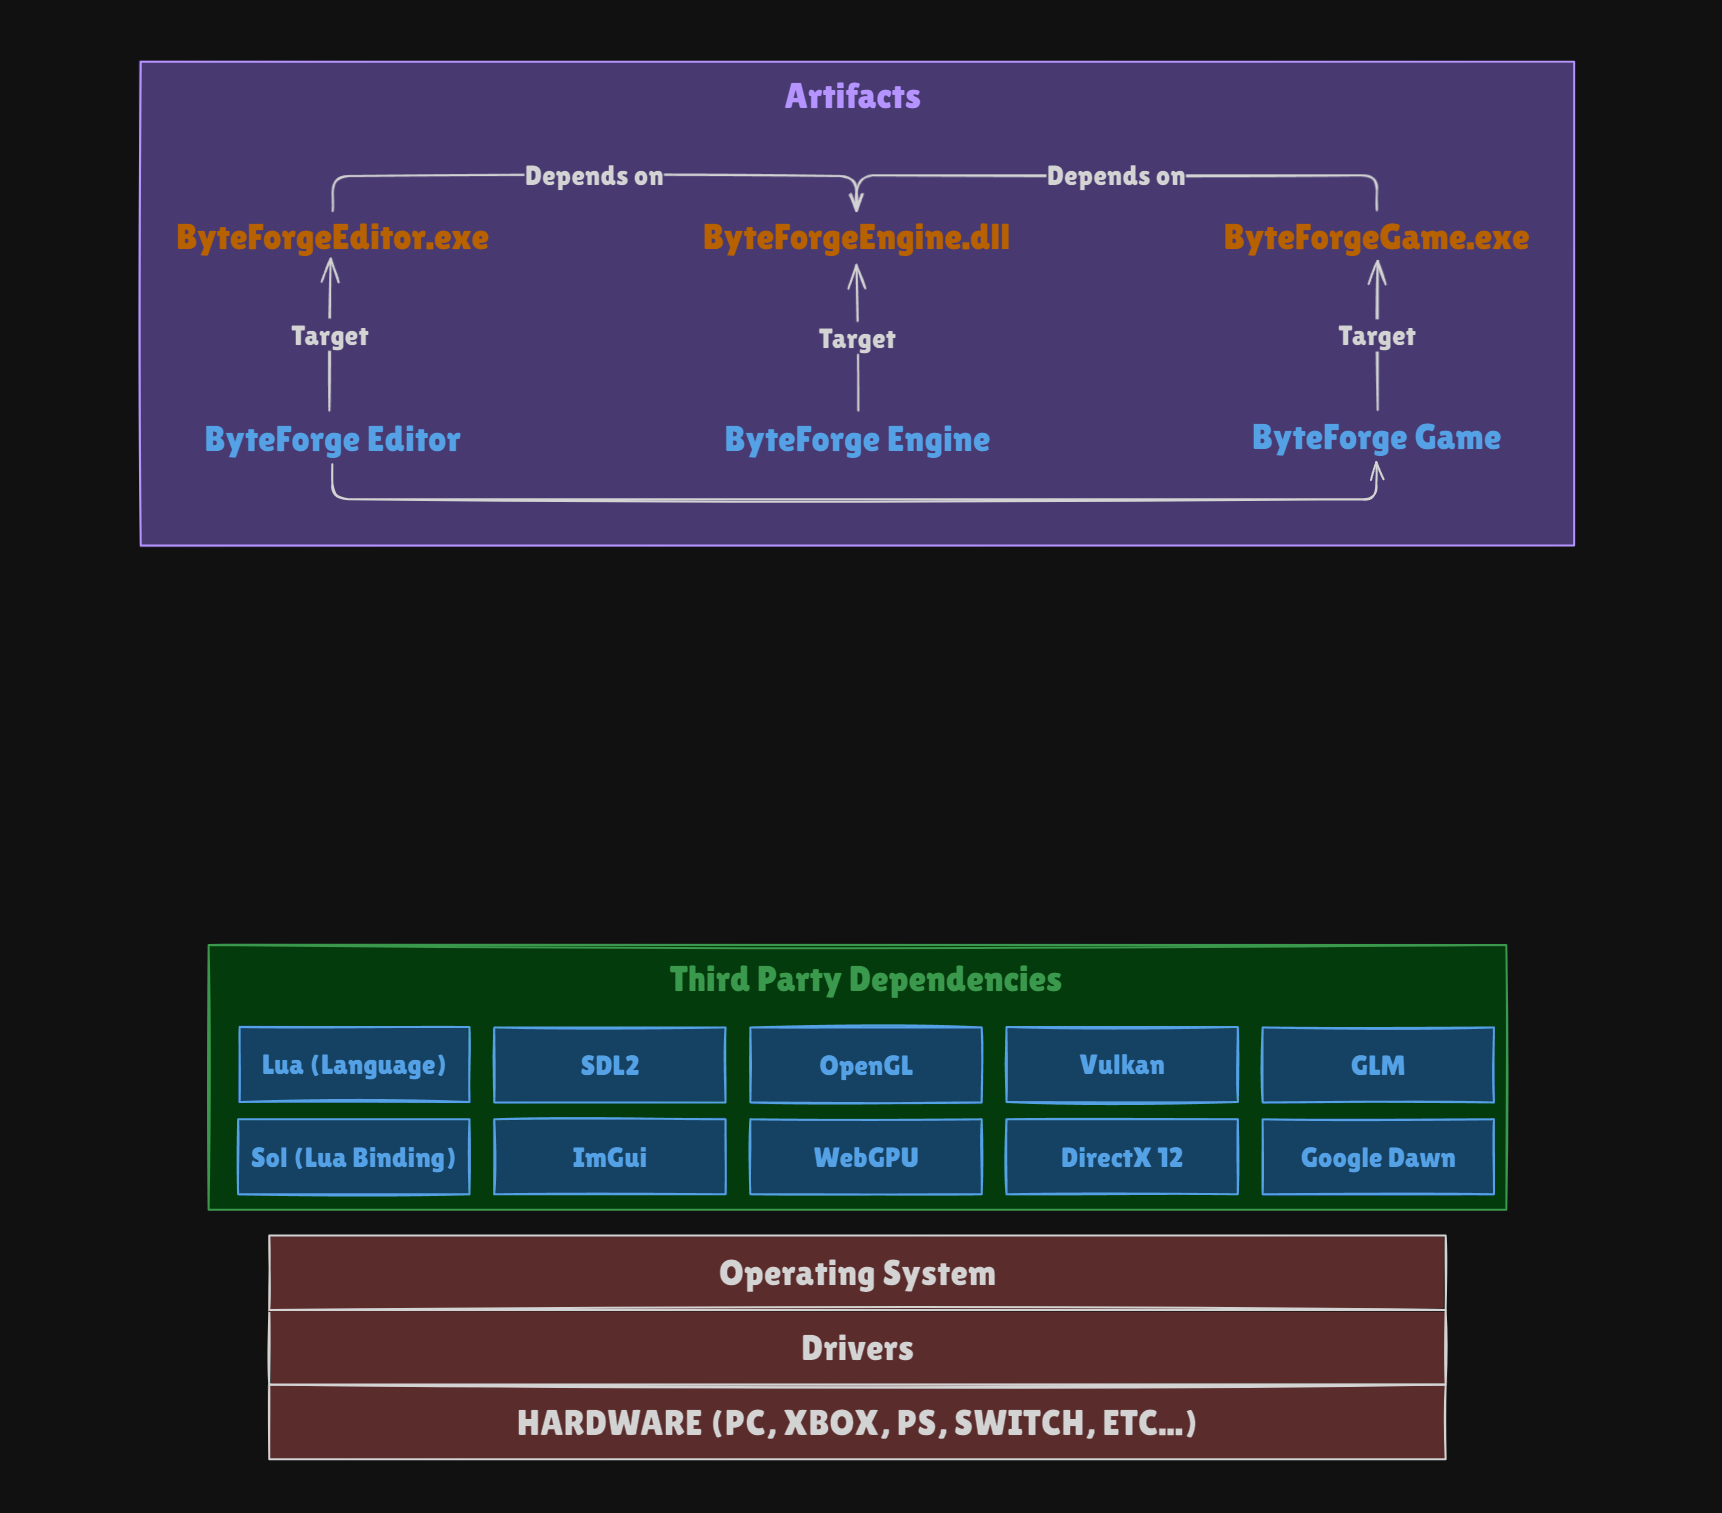 Artifacts
Depends on
Depends on
ByteForgeEditor.exe
ByteForgeEngine.dll
ByteForgeGame.exe
Target
Target
Target
ByteForge Editor
ByteForge Engine
ByteForge Game
Third Party Dependencies
Lua (Language)
SDL2
OpenGL
Vulkan
GLM
Sol (Lua Binding)
ImGui
WebGPU
DirectX 12
Google Dawn
Operating System
Drivers
HARDWARE (PC, XBOX, PS, SWITCH, ETC...)